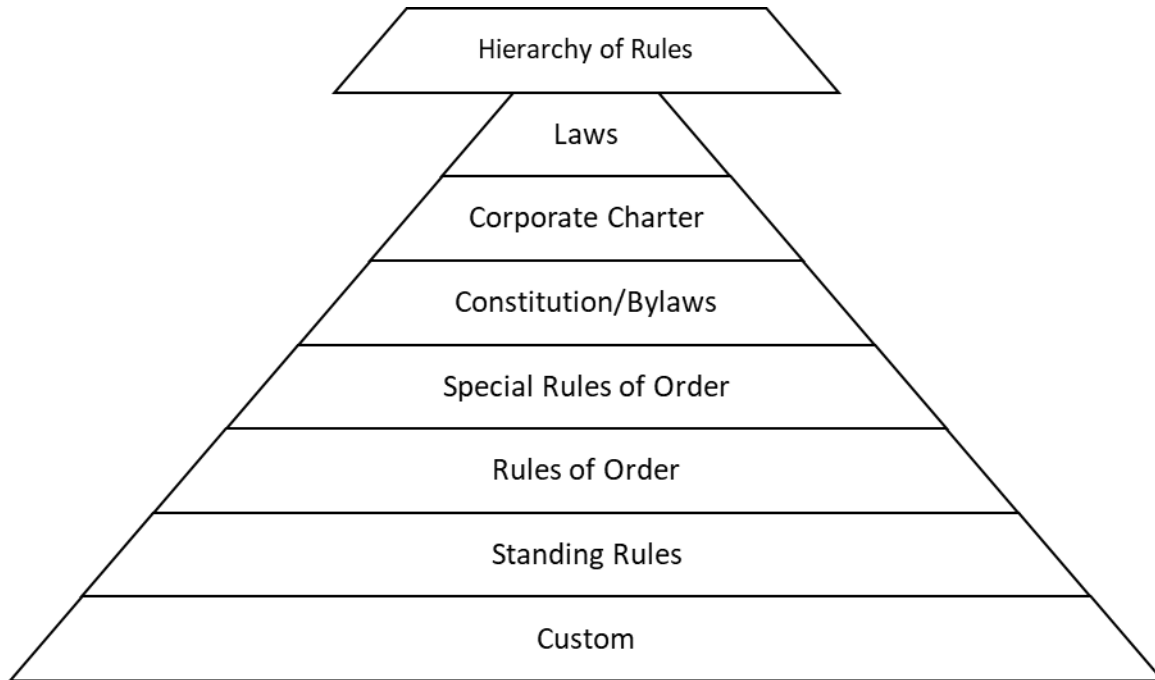 Hierarchy of Rules
Laws
Corporate Charter
Constitution/Bylaws
Special Rules of Order
Rules of Order
Standing Rules
Custom